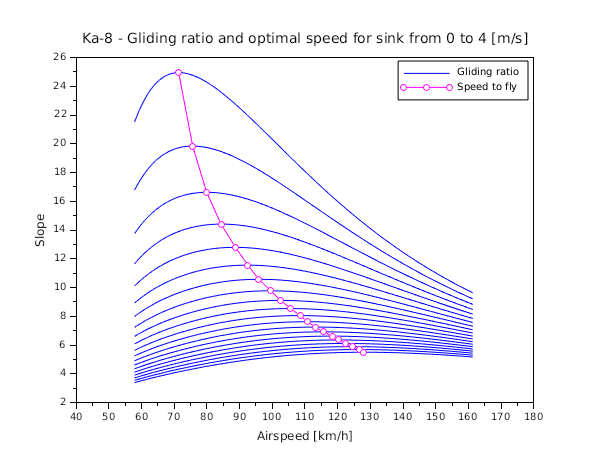 Ka-8 - Gliding ratio and optimal speed for sink from 0 to 4 [m/s]
26
24
22
20
18
16
14
12
10
8
6
4
2
Slope
Gliding ratio
Speed to fly
40 50 60 70 80 90 100 110 120 130 140 150 160 170 180
Airspeed [km/h]